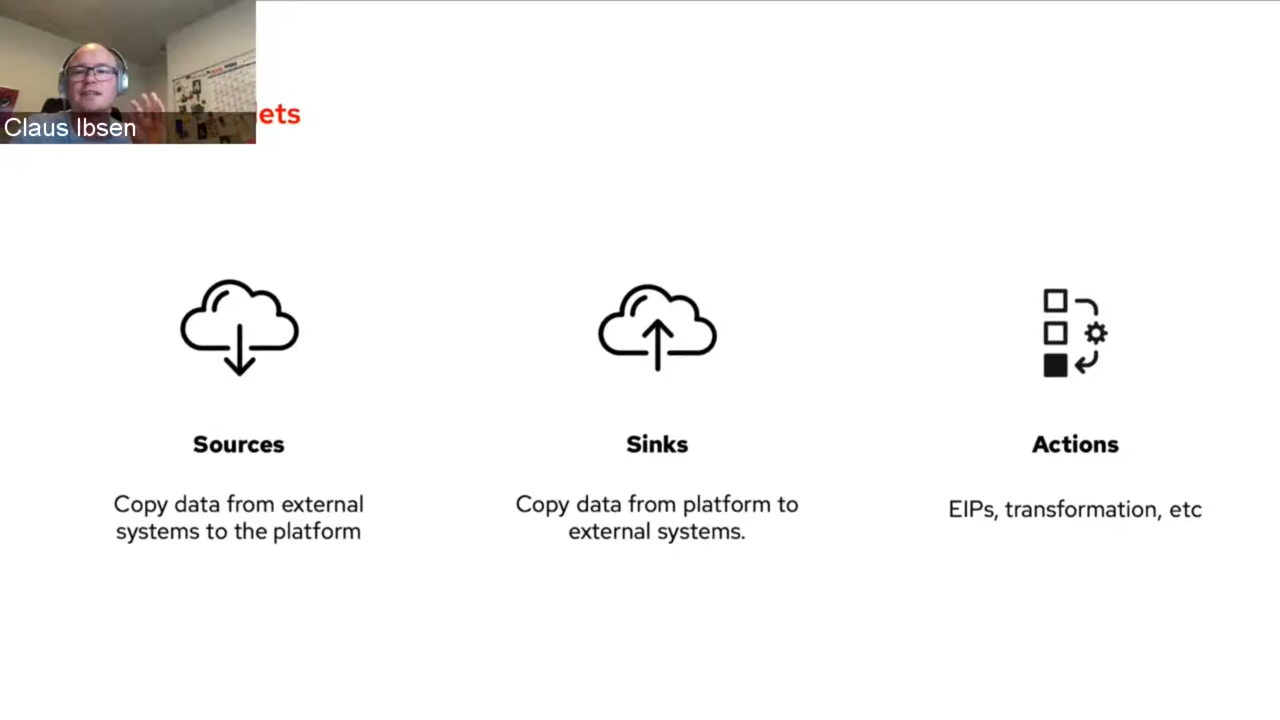 Claus Ibsen
ets
Sources
Copy data from external
systems to the platform
Sinks
Copy data from platform to
external systems.
Actions
EIPs, transformation, etc